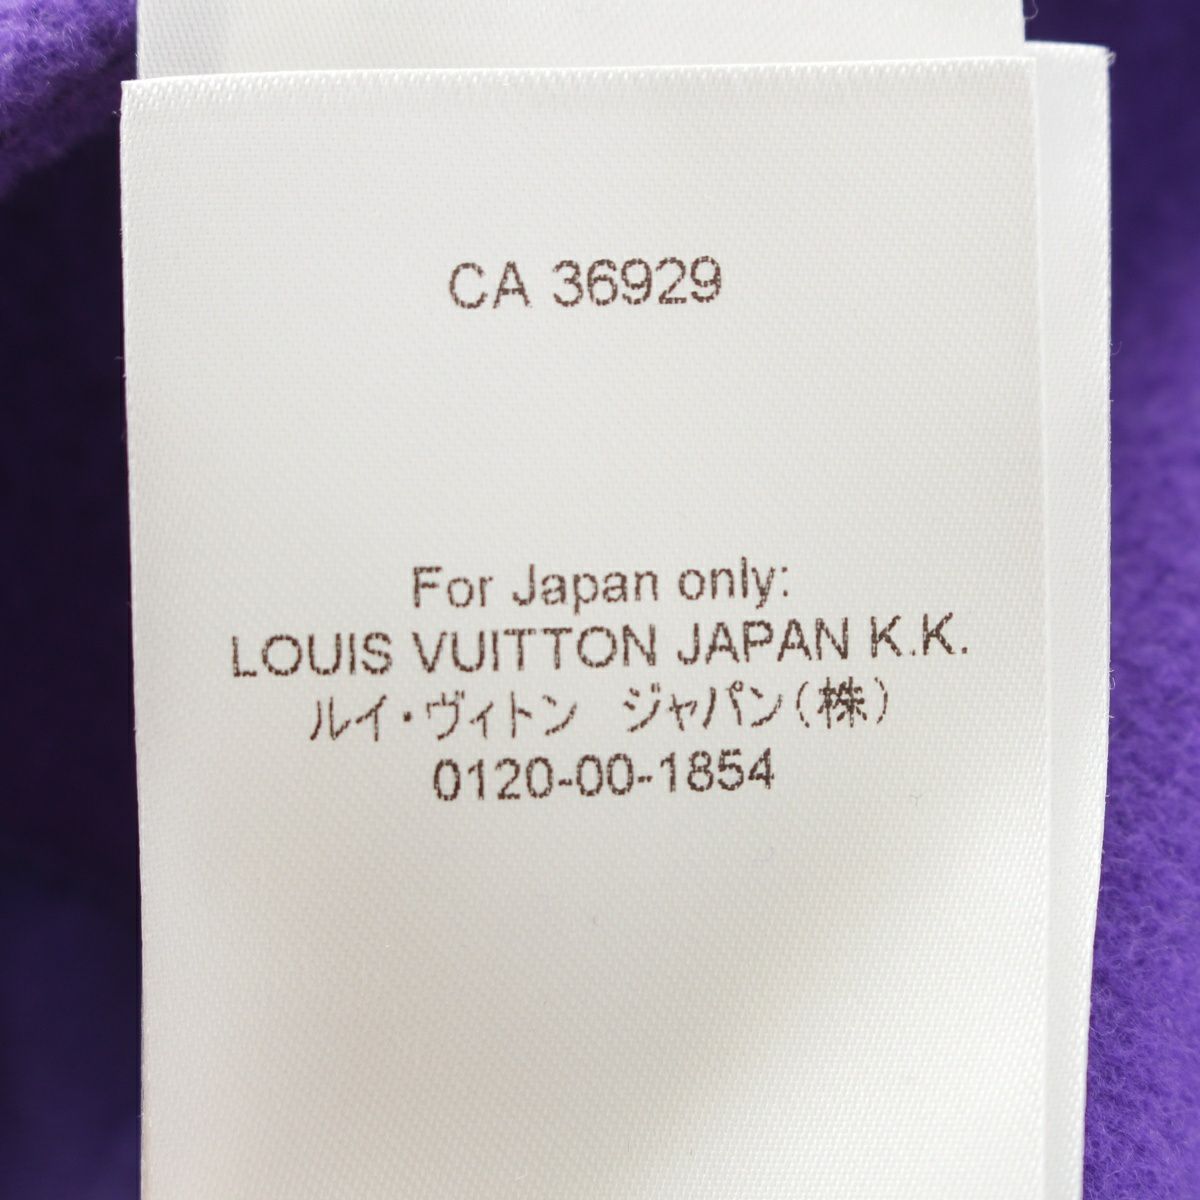 CA 36929
For Japan only:
LOUIS VUITTON JAPAN K.K.
ルイ・ヴィトン　ジャパン（株）
0120-00-1854